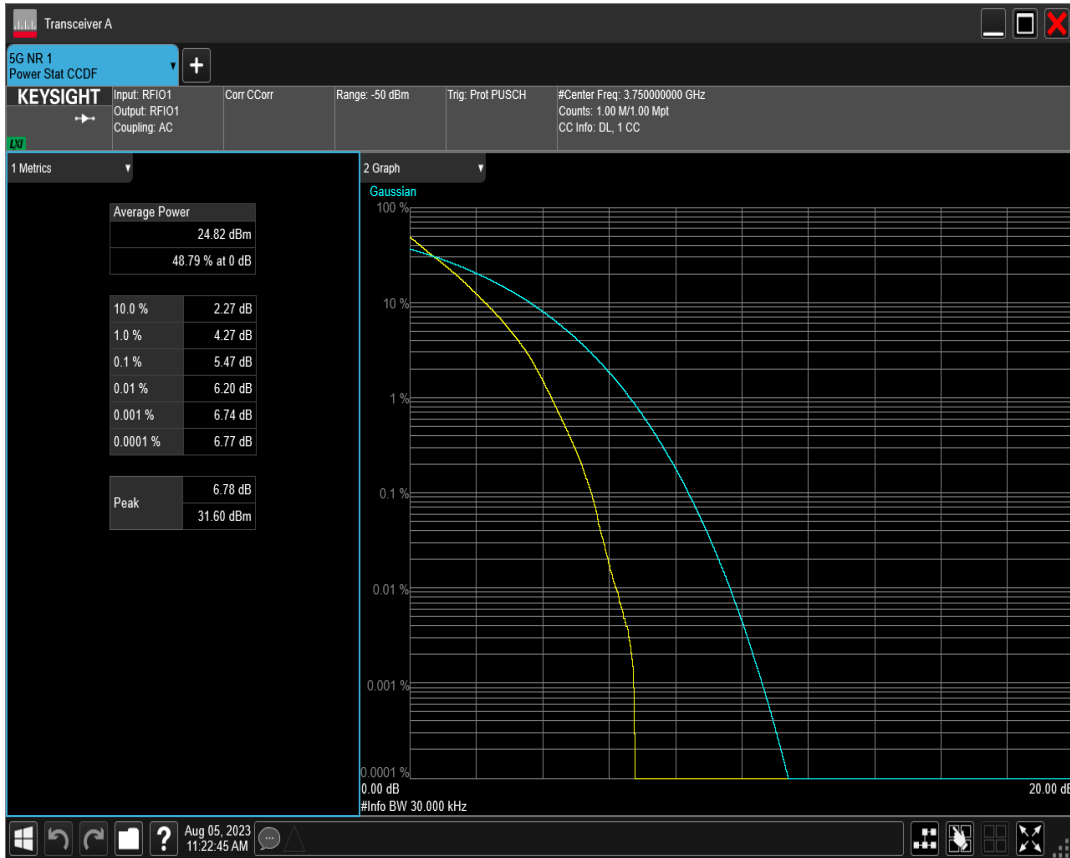 Transceiver A
5G NR 1
Power Stat CCDF
+
KEYSIGHT
LXI
Input: RFIO1
Output: RFIO1
Coupling: AC
Corr CCorr
Range: -50 dBm
Trig: Prot PUSCH
#Center Freq: 3.750000000 GHz
Counts: 1.00 M/1.00 Mpt
CC Info: DL, 1 CC
1 Metrics
Average Power
24.82 dBm
48.79 % at 0 dB
10.0 % 2.27 dB
1.0 % 4.27 dB
0.1 % 5.47 dB
0.01 % 6.20 dB
0.001 % 6.74 dB
0.0001 % 6.77 dB
Peak
6.78 dB
31.60 dBm
2 Graph
Gaussian
100 %
10 %
1 %
0.1 %
0.01 %
0.001 %
0.0001 %
0.00 dB 20.00 dB
#Info BW 30.000 kHz
? Aug 05, 2023
11:22:45 AM